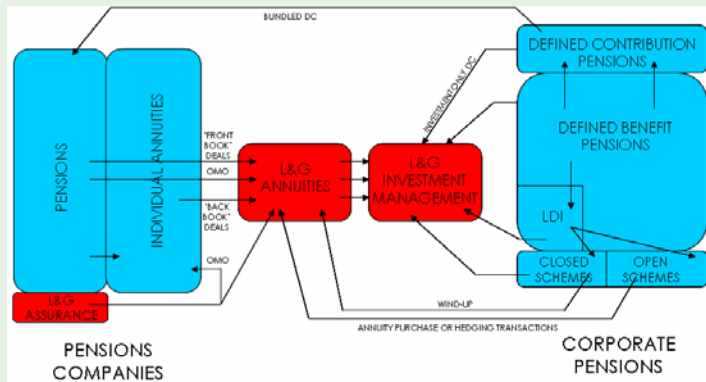 BUNDLED DC
DEFINED CONTRIBUTION
PENSIONS
INVESTMENT ONLY DC
PENSIONS
INDIVIDUAL ANNUITIES
"FRONT
BOOK"
DEALS
OMO
"BACK
BOOK"
DEALS
OMO
L&G
ANNUITIES
L&G
INVESTMENT
MANAGEMENT
DEFINED BENEFIT
PENSIONS
LDI
CLOSED
SCHEMES
OPEN
SCHEMES
L&G
ASSURANCE
WIND-UP
ANNUITY PURCHASE OR HEDGING TRANSACTIONS
PENSIONS
COMPANIES
CORPORATE
PENSIONS